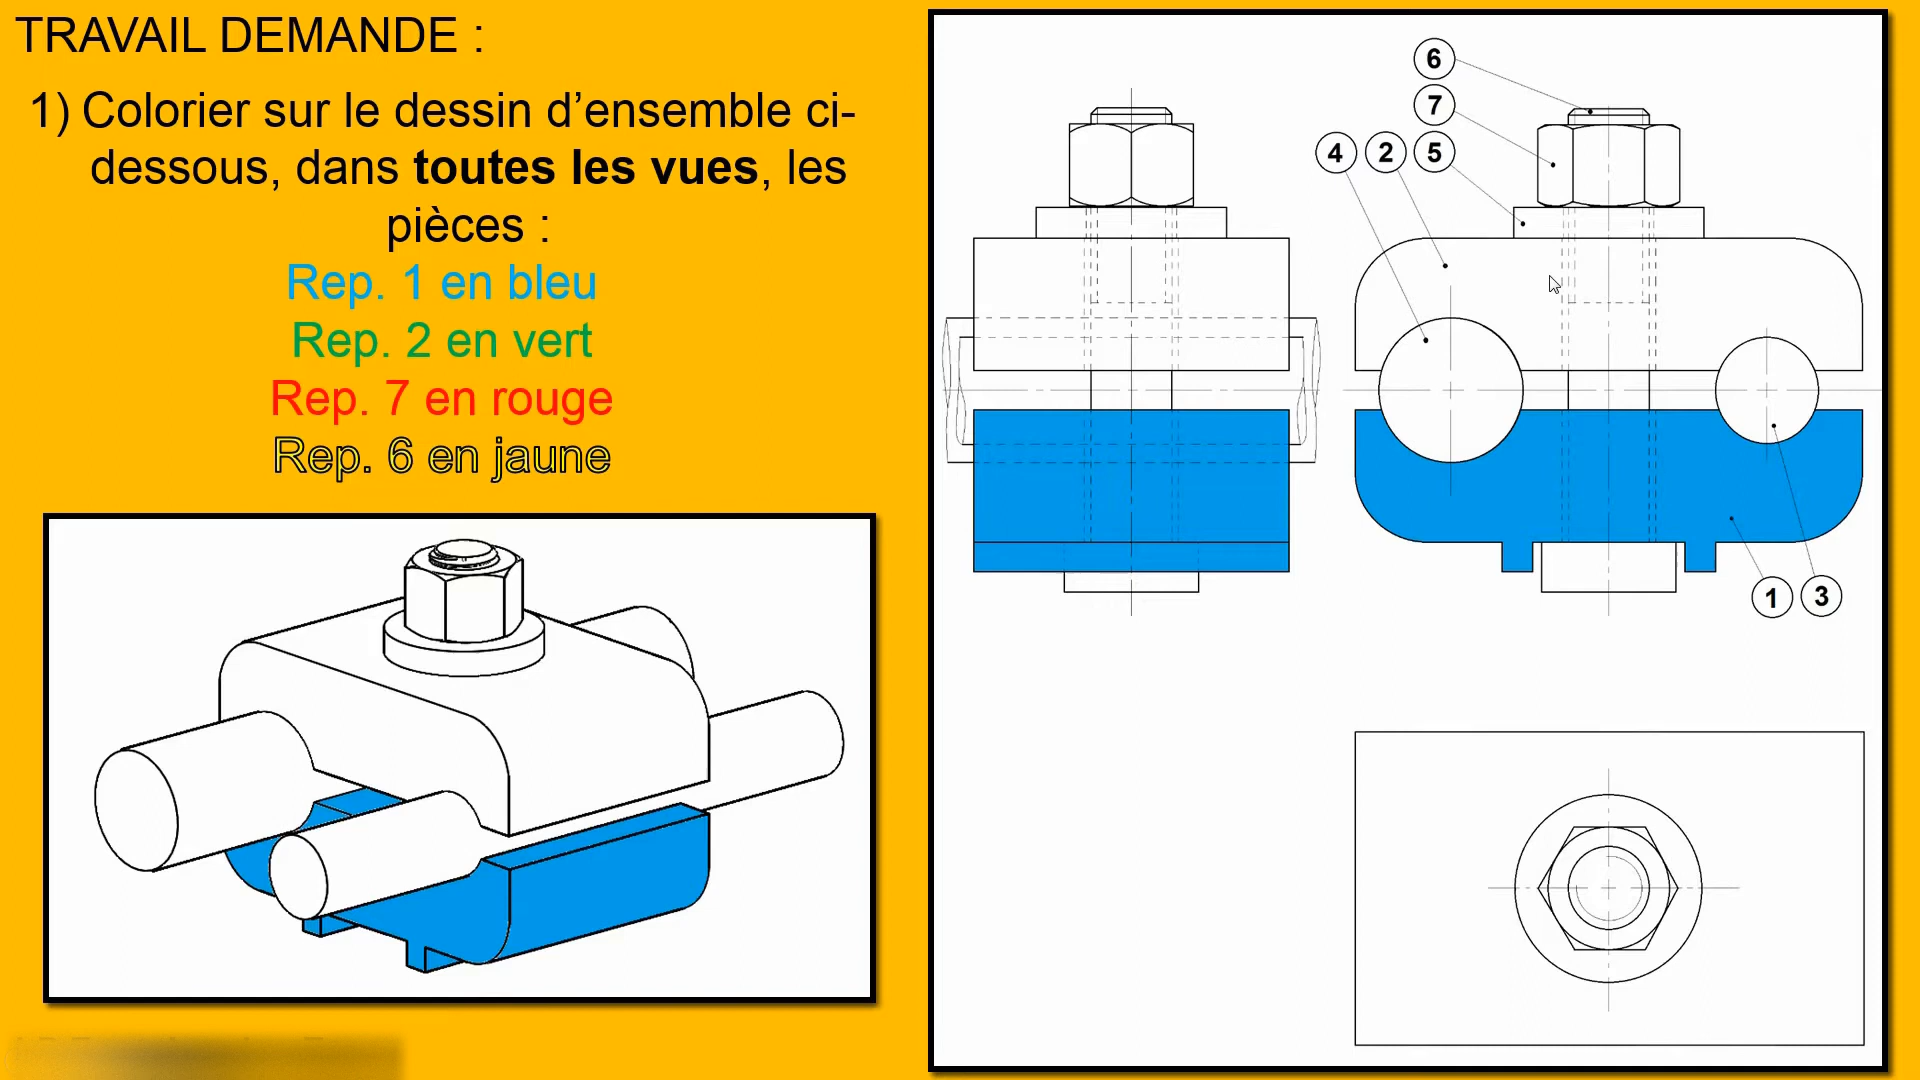 TRAVAIL DEMANDE :
1) Colorier sur le dessin d’ensemble ci-
dessous, dans toutes les vues, les
pièces :
Rep. 1 en bleu
Rep. 2 en vert
Rep. 7 en rouge
Rep. 6 en jaune
6
7
4 2 5
1 3